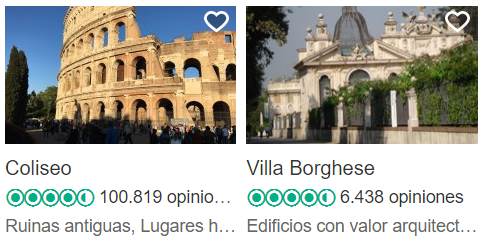 Coliseo
100.819 opinio...
Ruinas antiguas, Lugares h...
Villa Borghese
6.438 opiniones
Edificios con valor arquitect...